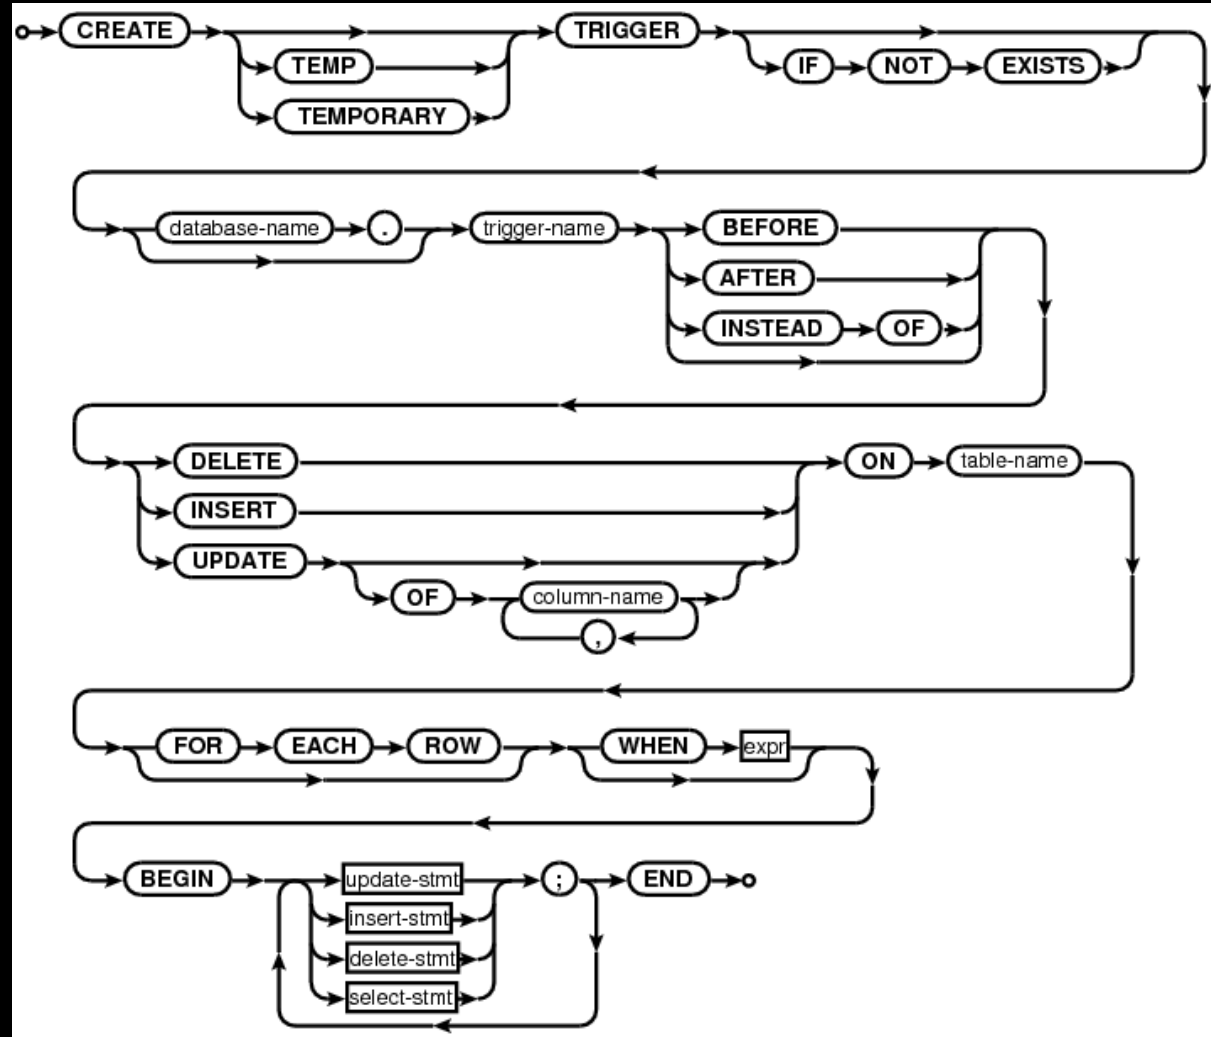 CREATE TRIGGER
TEMP IF NOT EXISTS
TEMPORARY
database-name . trigger-name BEFORE
AFTER
INSTEAD OF
DELETE ON table-name
INSERT
UPDATE
OF column-name
,
FOR EACH ROW WHEN expr
BEGIN update-stmt ; END
insert-stmt
delete-stmt
select-stmt